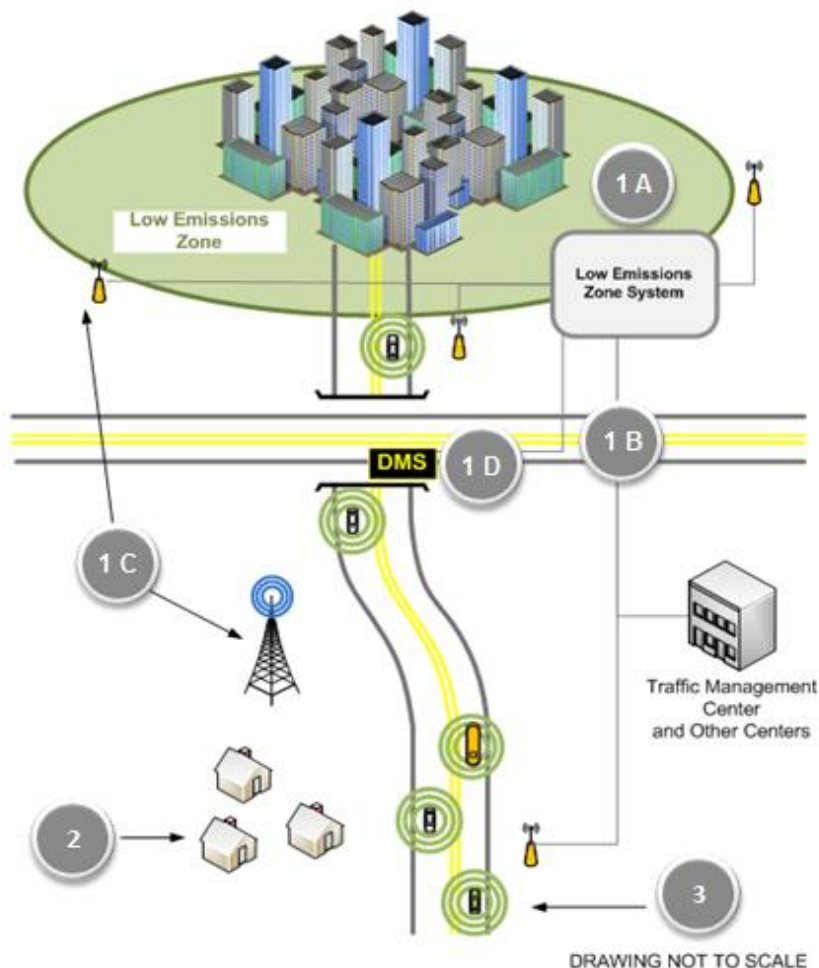 1 A
Low Emissions
Zone
Low Emissions
Zone System
1 B
DMS
1 D
1 C
Traffic Management
Center
and Other Centers
2
3
DRAWING NOT TO SCALE